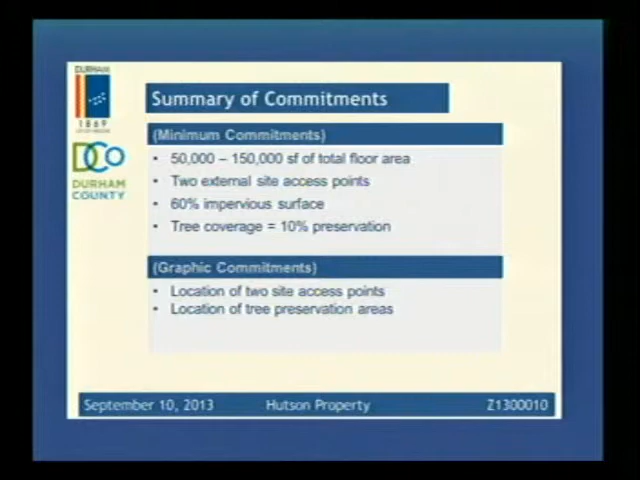 DURHAM
1869
DCO
DURHAM
COUNTY
Summary of Commitments
(Minimum Commitments)
• 50,000 – 150,000 sf of total floor area
• Two external site access points
• 60% impervious surface
• Tree coverage = 10% preservation
(Graphic Commitments)
• Location of two site access points
• Location of tree preservation areas
September 10, 2013 Hutson Property Z1300010